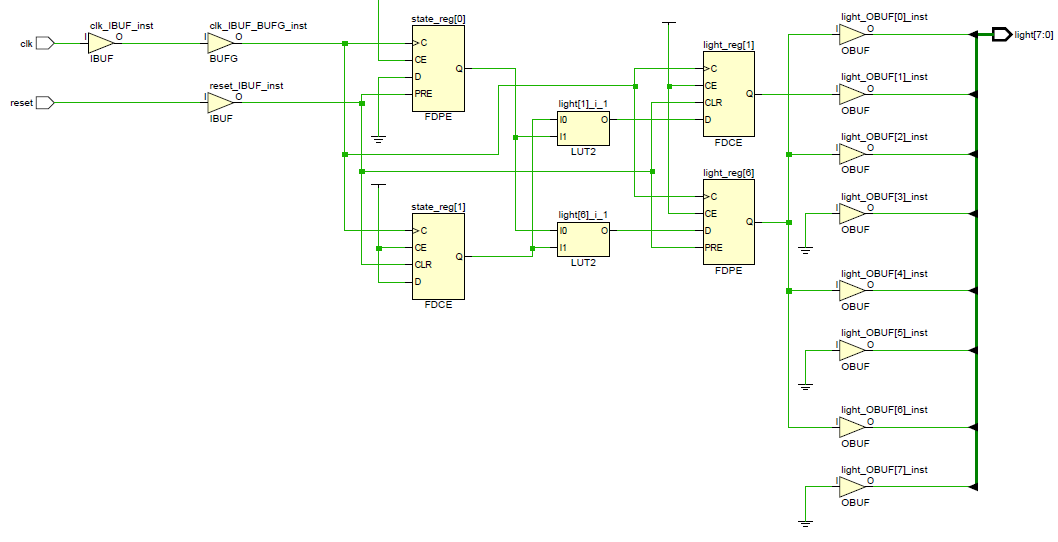 clk
clk_IBUF_inst
I
O
IBUF
clk_IBUF_BUFG_inst
I
O
BUFG
reset
reset_IBUF_inst
I
O
IBUF
state_reg[0]
C
CE
D
PRE
Q
FDPE
state_reg[1]
C
CE
CLR
D
Q
FDCE
light[1]_i_1
I0
I1
O
LUT2
light[6]_i_1
I0
I1
O
LUT2
light_reg[1]
C
CE
CLR
D
Q
FDCE
light_reg[6]
C
CE
D
PRE
Q
FDPE
light_OBUF[0]_inst
I
O
OBUF
light_OBUF[1]_inst
I
O
OBUF
light_OBUF[2]_inst
I
O
OBUF
light_OBUF[3]_inst
I
O
OBUF
light_OBUF[4]_inst
I
O
OBUF
light_OBUF[5]_inst
I
O
OBUF
light_OBUF[6]_inst
I
O
OBUF
light_OBUF[7]_inst
I
O
OBUF
light[7:0]